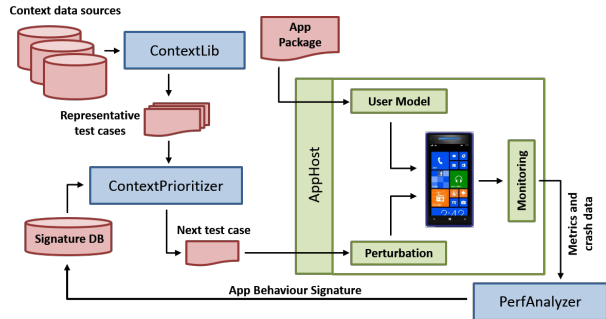 Context data sources
ContextLib
App
Package
Representative
test cases
AppHost
User Model
ContextPrioritizer
Monitoring
Metrics and
crash data
Signature DB
Next test case
Perturbation
App Behaviour Signature
PerfAnalyzer